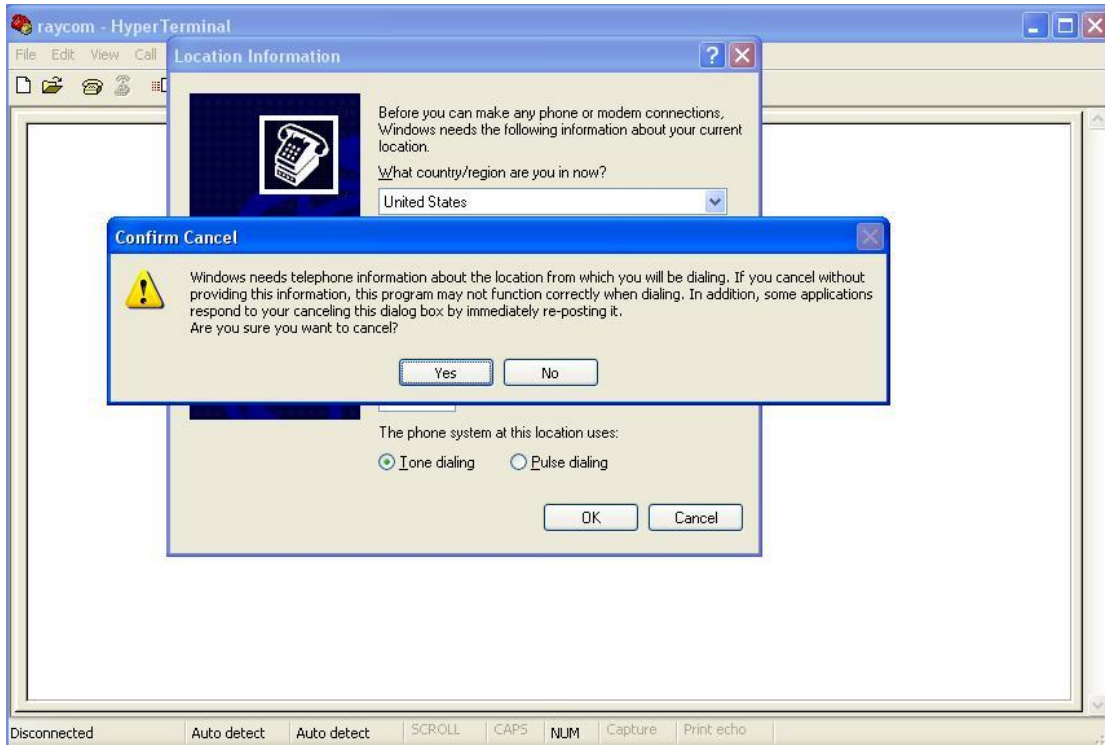 raycom - HyperTerminal
File Edit View Call
Location Information
Before you can make any phone or modem connections,
Windows needs the following information about your current
location.
What country/region are you in now?
United States
Confirm Cancel
Windows needs telephone information about the location from which you will be dialing. If you cancel without
providing this information, this program may not function correctly when dialing. In addition, some applications
respond to your canceling this dialog box by immediately re-posting it.
Are you sure you want to cancel?
Yes No
The phone system at this location uses:
Tone dialing Pulse dialing
OK Cancel
Disconnected Auto detect Auto detect SCROLL CAPS NUM Capture Print echo